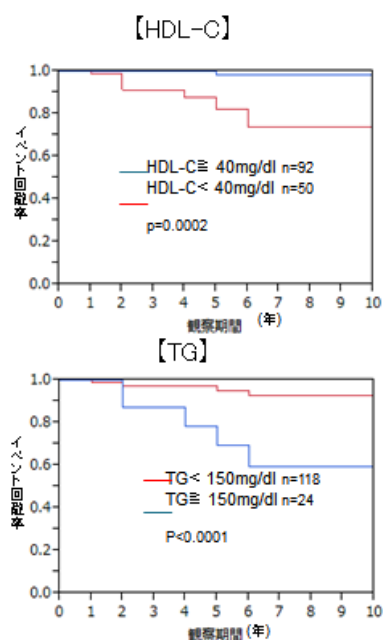 【HDL-C】
1.0
0.8
0.6
0.4
0.2
0.0
イベント回避率
HDL-C≧ 40mg/dl n=92
HDL-C< 40mg/dl n=50
p=0.0002
0 1 2 3 4 5 6 7 8 9 10
観察期間 (年)
【TG】
1.0
0.8
0.6
0.4
0.2
0.0
イベント回避率
TG< 150mg/dl n=118
TG≧ 150mg/dl n=24
P<0.0001
0 1 2 3 4 5 6 7 8 9 10
観察期間 (年)